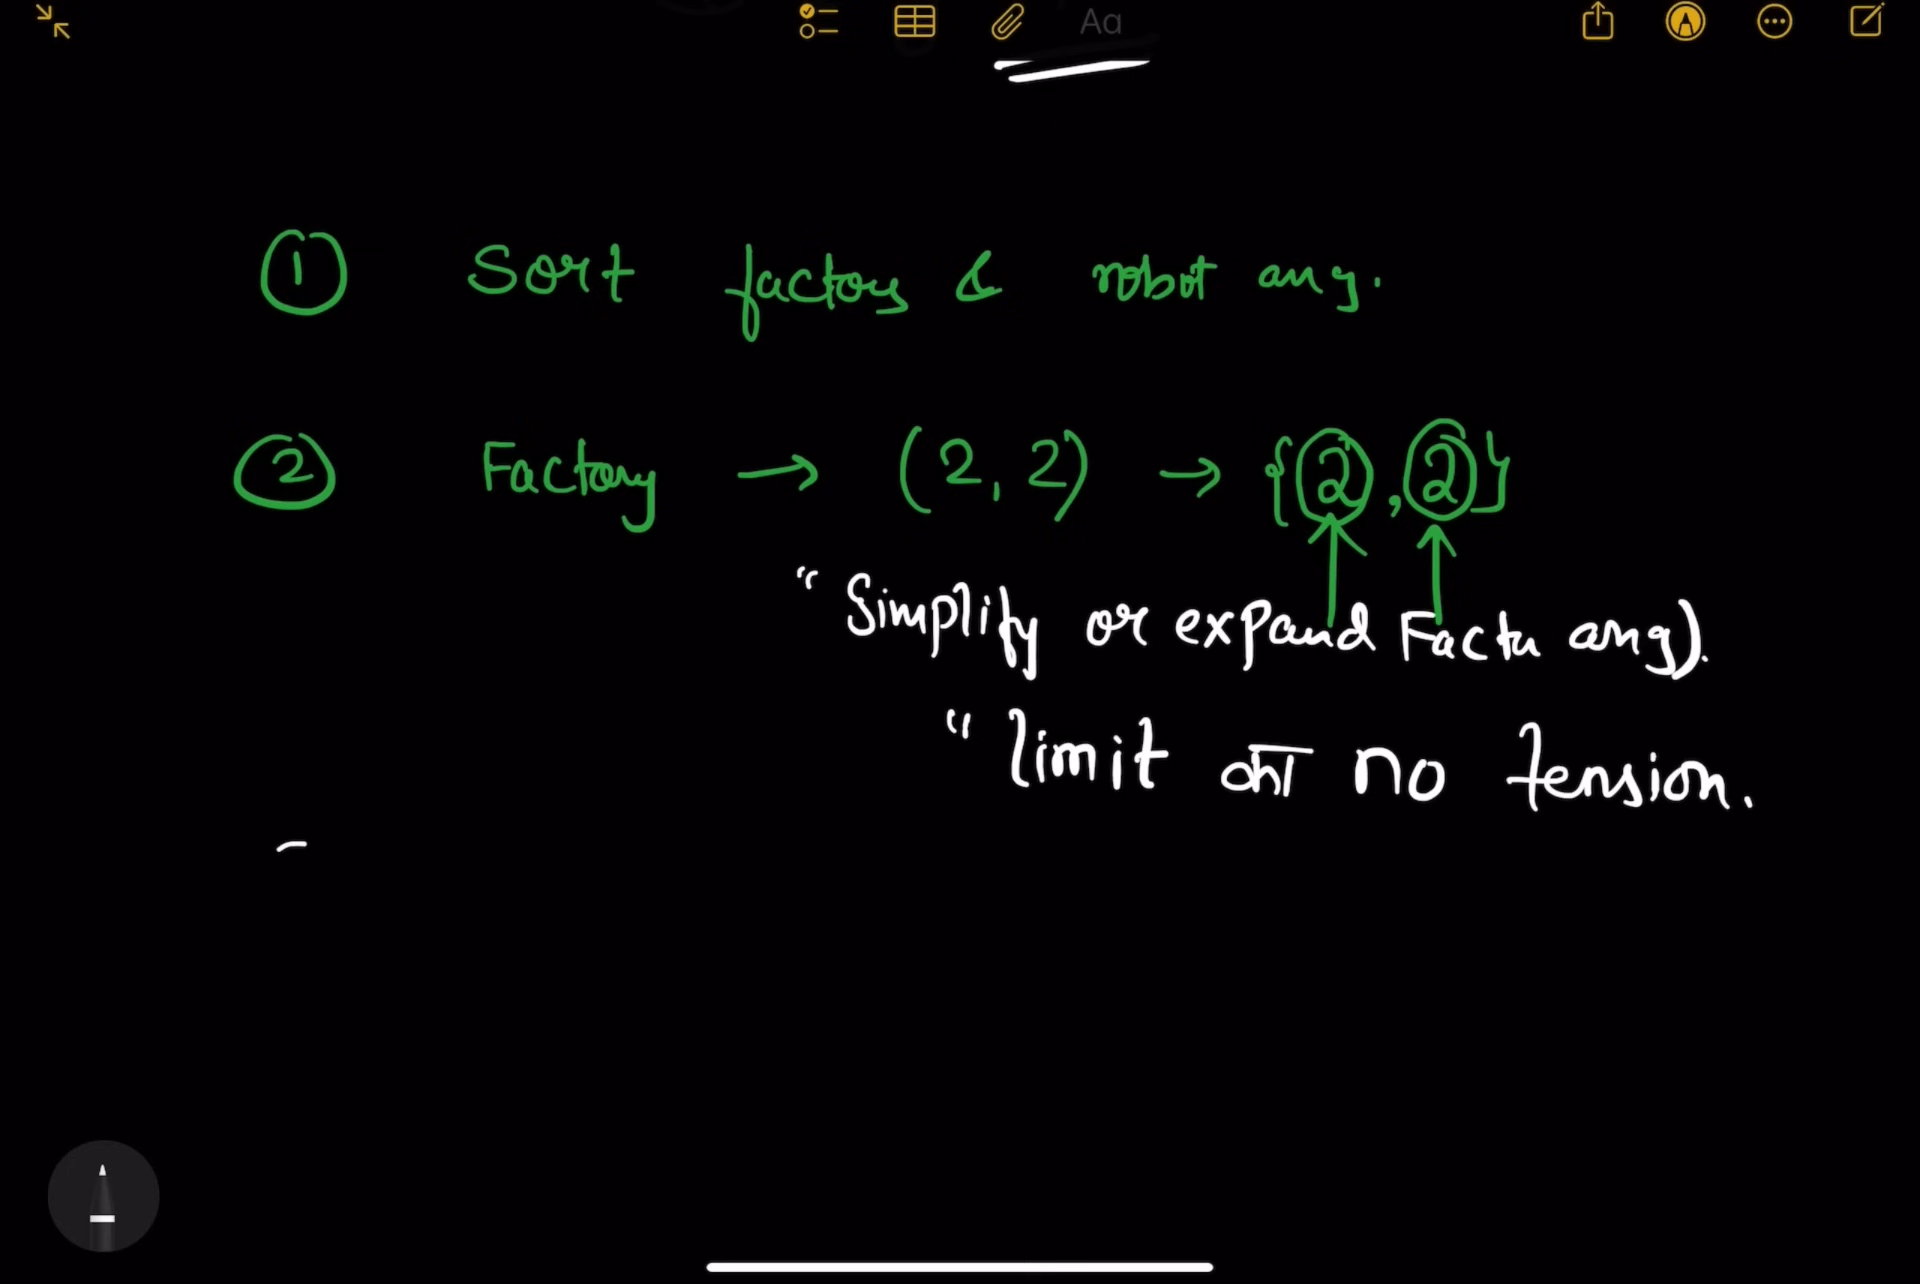 Aa
① Sort factory & robot arry.
② Factory → (2, 2) → {2, 2}
"Simplify or expand Facto arry).
"limit का no tension.